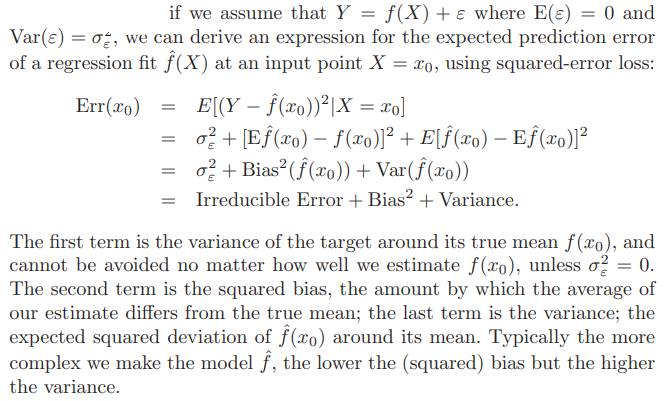 if we assume that Y = f(X) + ε where E(ε) = 0 and
Var(ε) = σ²_ε, we can derive an expression for the expected prediction error
of a regression fit f̂(X) at an input point X = x₀, using squared-error loss:
Err(x₀) = E[(Y − f̂(x₀))²|X = x₀]
= σ²_ε + [Ef̂(x₀) − f(x₀)]² + E[f̂(x₀) − Ef̂(x₀)]²
= σ²_ε + Bias²(f̂(x₀)) + Var(f̂(x₀))
= Irreducible Error + Bias² + Variance.
The first term is the variance of the target around its true mean f(x₀), and
cannot be avoided no matter how well we estimate f(x₀), unless σ²_ε = 0.
The second term is the squared bias, the amount by which the average of
our estimate differs from the true mean; the last term is the variance; the
expected squared deviation of f̂(x₀) around its mean. Typically the more
complex we make the model f̂, the lower the (squared) bias but the higher
the variance.